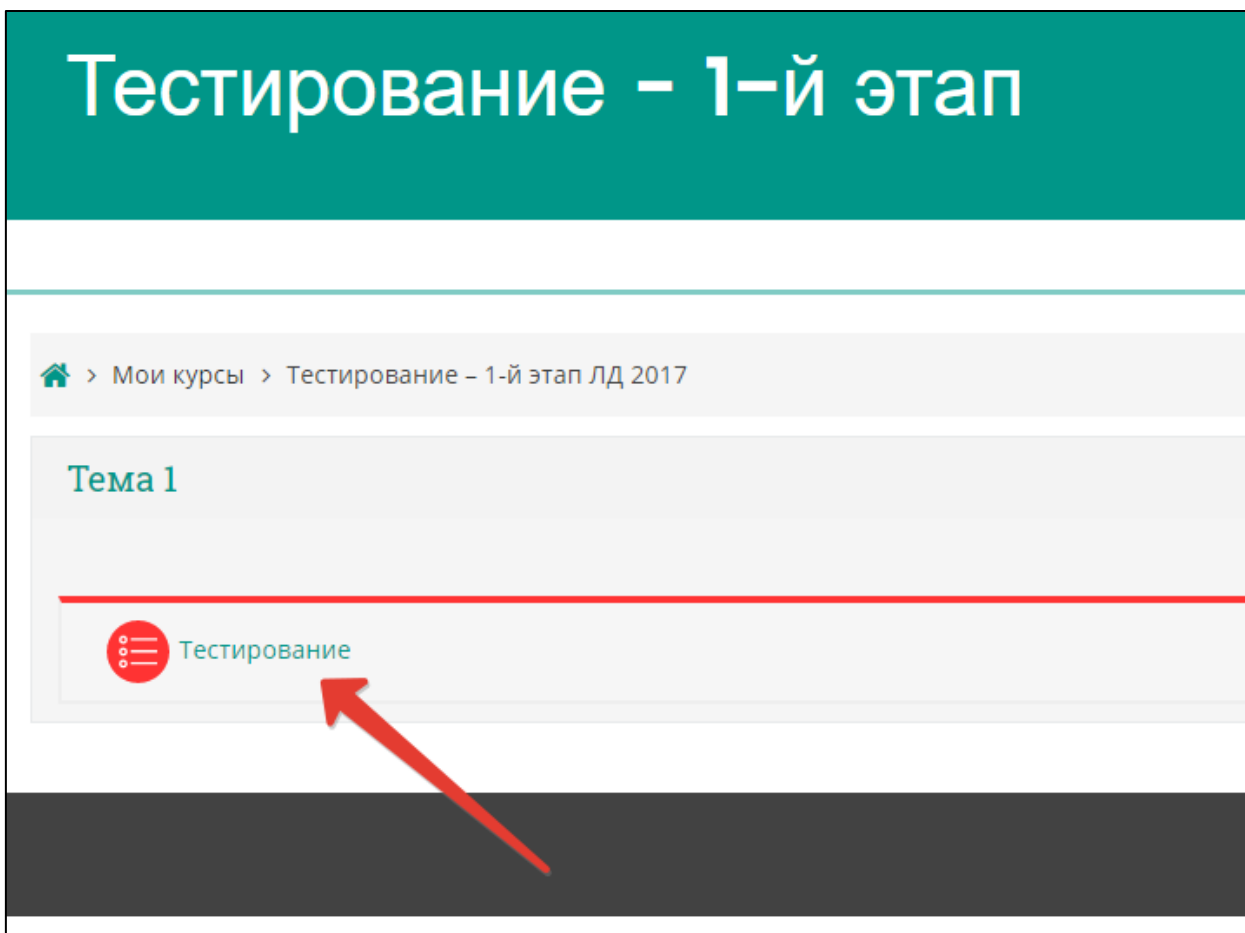 Тестирование - 1-й этап
> Мои курсы > Тестирование – 1-й этап ЛД 2017
Тема 1
Тестирование